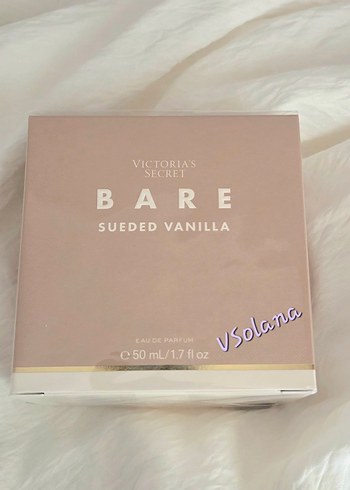 VICTORIA'S
SECRET
BARE
SUEDED VANILLA
VSolana
EAU DE PARFUM
℮ 50 mL/1.7 fl oz